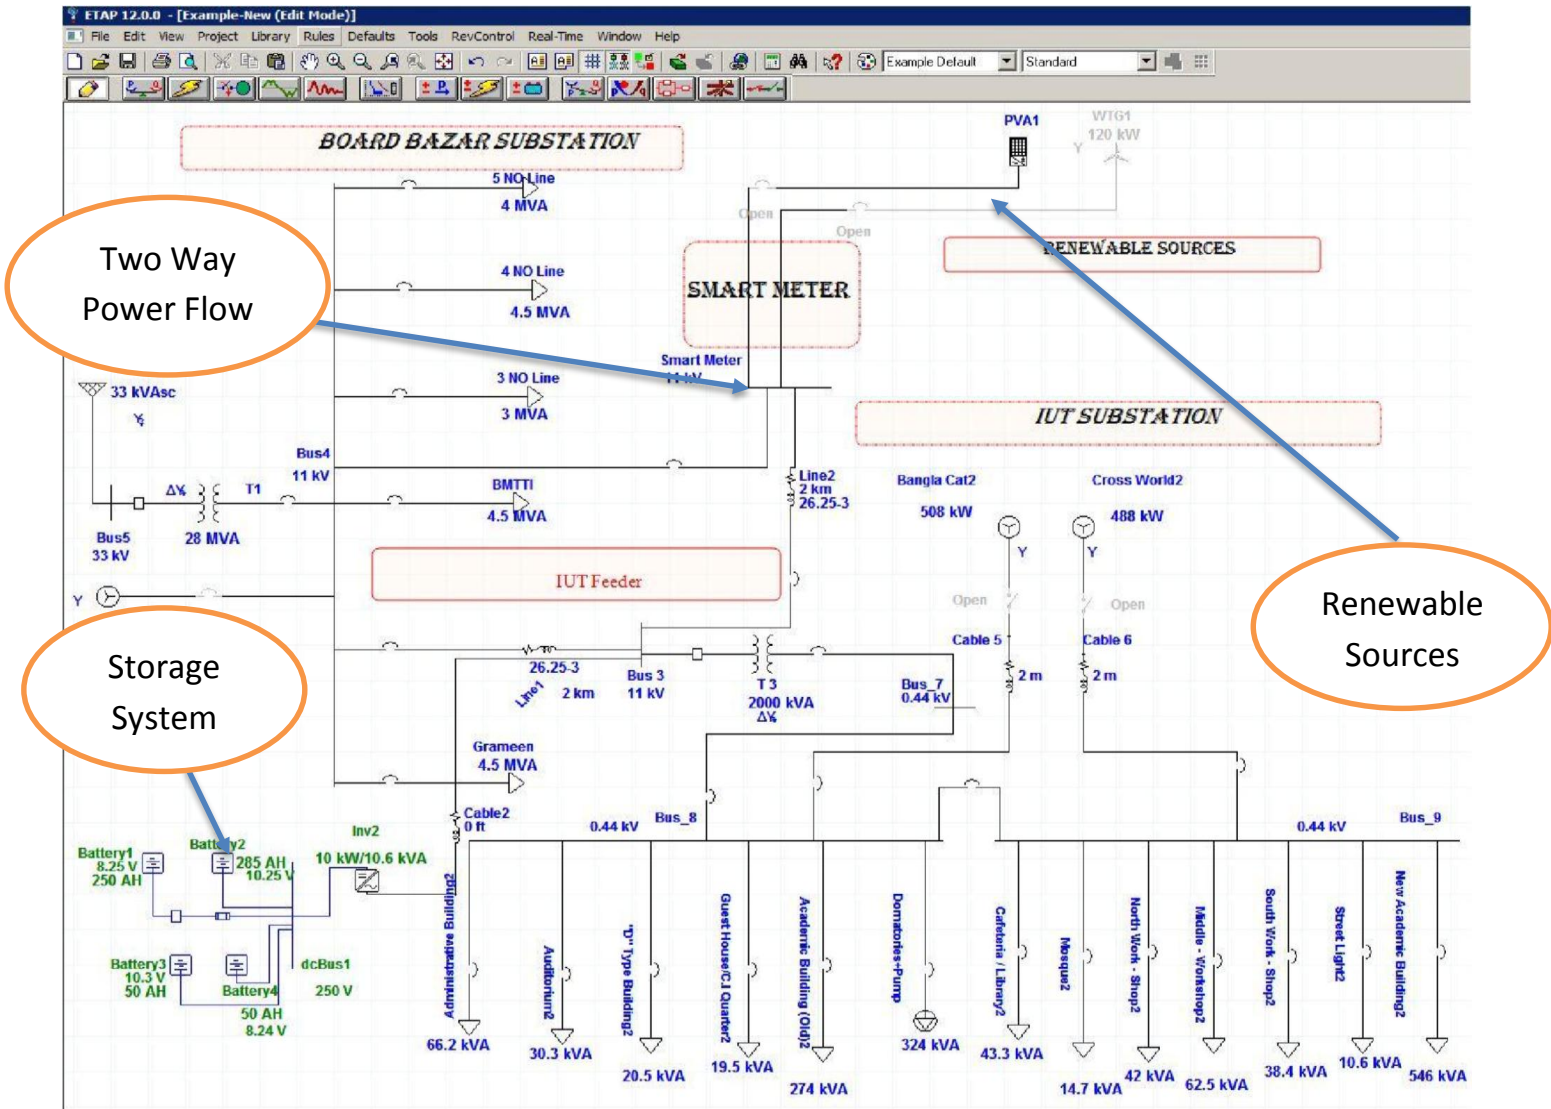 ETAP 12.0.0 - [Example-New (Edit Mode)]
File Edit View Project Library Rules Defaults Tools RevControl Real-Time Window Help
Example Default
Standard
BOARD BAZAR SUBSTATION
5 NO Line
4 MVA
PVA1
WTG1
120 kW
Y
Open
Open
RENEWABLE SOURCES
Two Way
Power Flow
4 NO Line
4.5 MVA
SMART METER
Smart Meter
11 kV
3 NO Line
3 MVA
33 kVAsc
IUT SUBSTATION
Bus4
11 kV
BMTTI
4.5 MVA
T1
28 MVA
Bus5
33 kV
Line2
2 km
26.25-3
Bangla Cat2
508 kW
Cross World2
488 kW
Y
Y
IUT Feeder
Y
Open
Open
Renewable
Sources
Cable 5
2 m
Cable 6
2 m
Storage
System
26.25-3
Line1
2 km
Bus 3
11 kV
T 3
2000 kVA
Bus_7
0.44 kV
Grameen
4.5 MVA
Cable2
0 ft
0.44 kV
Bus_8
0.44 kV
Bus_9
Inv2
10 kW/10.6 kVA
Battery1
8.25 V
250 AH
Battery2
285 AH
10.25 V
Battery3
10.3 V
50 AH
Battery4
50 AH
8.24 V
dcBus1
250 V
Administrative Building2
66.2 kVA
Auditorium2
30.3 kVA
"D" Type Building2
20.5 kVA
Guest House/C.I Quarter2
19.5 kVA
Academic Building (Old)2
274 kVA
Dormatories+Pump
324 kVA
Cafeteria / Library2
43.3 kVA
Mosque2
14.7 kVA
North Work - Shop2
42 kVA
Middle - Workshop2
62.5 kVA
South Work - Shop2
38.4 kVA
Street Light2
10.6 kVA
New Academic Building2
546 kVA